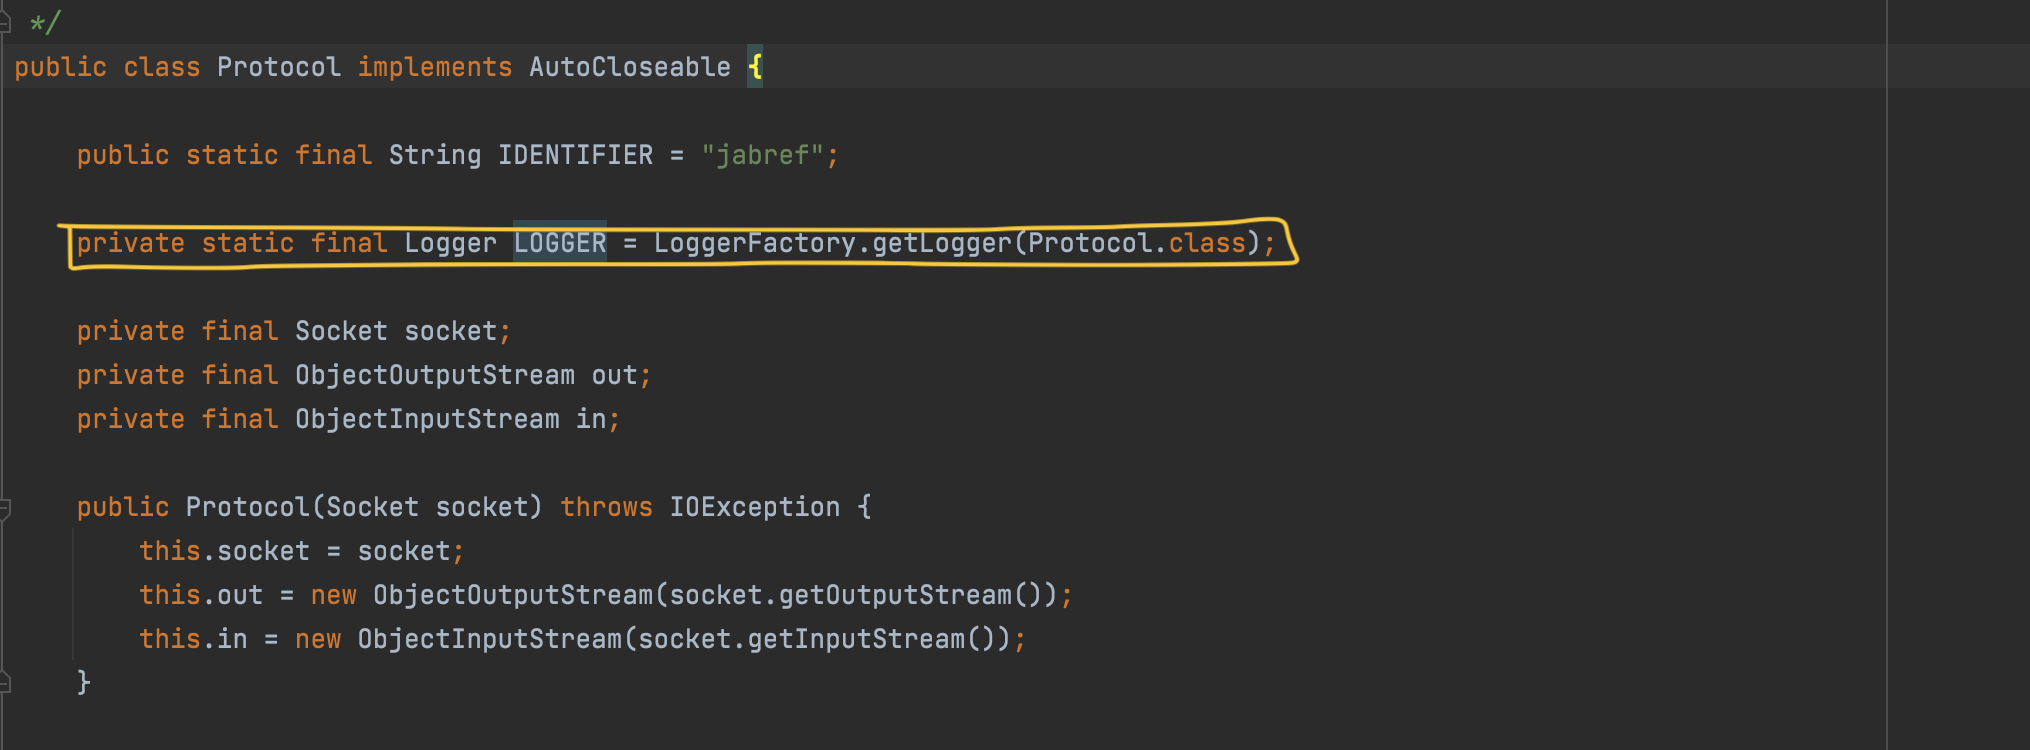 */
public class Protocol implements AutoCloseable {
public static final String IDENTIFIER = "jabref";
private static final Logger LOGGER = LoggerFactory.getLogger(Protocol.class);
private final Socket socket;
private final ObjectOutputStream out;
private final ObjectInputStream in;
public Protocol(Socket socket) throws IOException {
this.socket = socket;
this.out = new ObjectOutputStream(socket.getOutputStream());
this.in = new ObjectInputStream(socket.getInputStream());
}